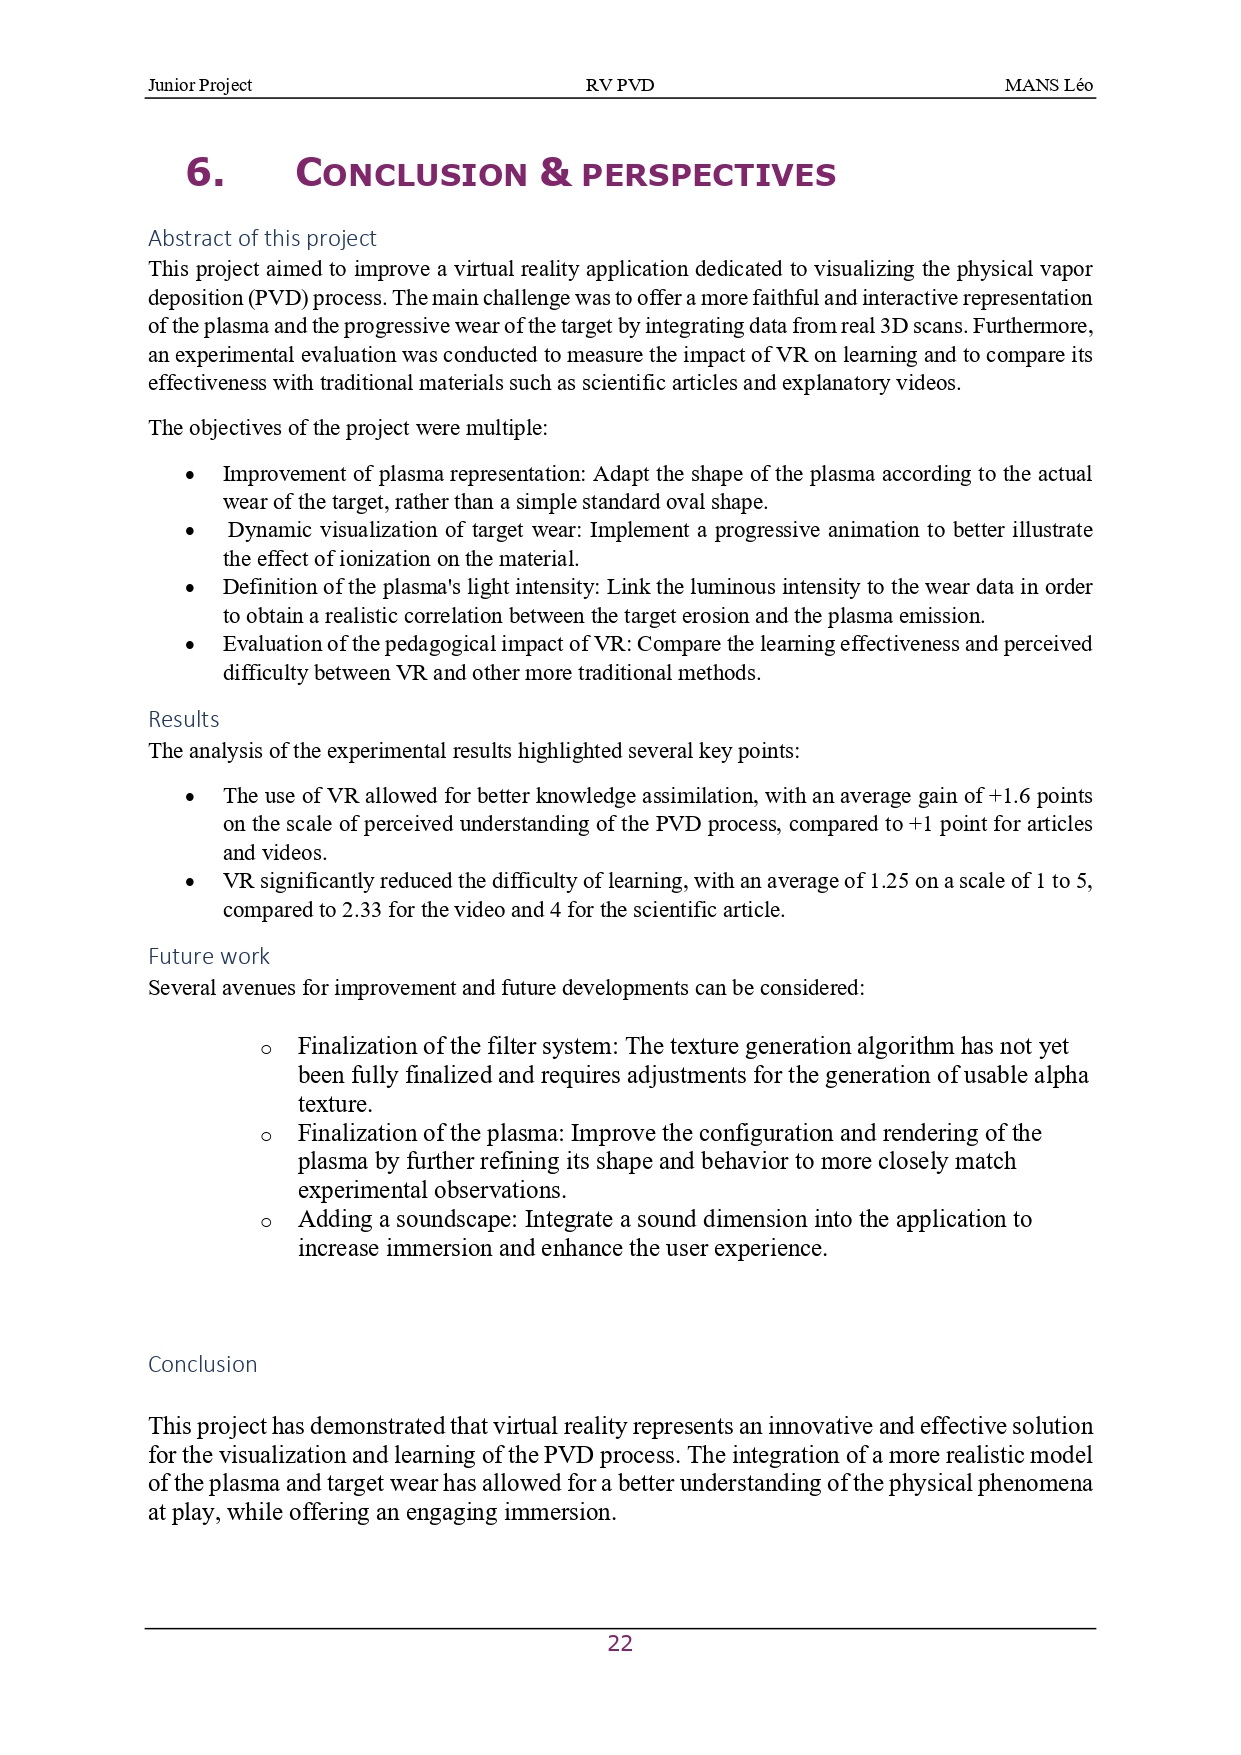 Junior Project RV PVD MANS Léo
6. CONCLUSION & PERSPECTIVES
Abstract of this project
This project aimed to improve a virtual reality application dedicated to visualizing the physical vapor
deposition (PVD) process. The main challenge was to offer a more faithful and interactive representation
of the plasma and the progressive wear of the target by integrating data from real 3D scans. Furthermore,
an experimental evaluation was conducted to measure the impact of VR on learning and to compare its
effectiveness with traditional materials such as scientific articles and explanatory videos.
The objectives of the project were multiple:
• Improvement of plasma representation: Adapt the shape of the plasma according to the actual
wear of the target, rather than a simple standard oval shape.
• Dynamic visualization of target wear: Implement a progressive animation to better illustrate
the effect of ionization on the material.
• Definition of the plasma's light intensity: Link the luminous intensity to the wear data in order
to obtain a realistic correlation between the target erosion and the plasma emission.
• Evaluation of the pedagogical impact of VR: Compare the learning effectiveness and perceived
difficulty between VR and other more traditional methods.
Results
The analysis of the experimental results highlighted several key points:
• The use of VR allowed for better knowledge assimilation, with an average gain of +1.6 points
on the scale of perceived understanding of the PVD process, compared to +1 point for articles
and videos.
• VR significantly reduced the difficulty of learning, with an average of 1.25 on a scale of 1 to 5,
compared to 2.33 for the video and 4 for the scientific article.
Future work
Several avenues for improvement and future developments can be considered:
o Finalization of the filter system: The texture generation algorithm has not yet
been fully finalized and requires adjustments for the generation of usable alpha
texture.
o Finalization of the plasma: Improve the configuration and rendering of the
plasma by further refining its shape and behavior to more closely match
experimental observations.
o Adding a soundscape: Integrate a sound dimension into the application to
increase immersion and enhance the user experience.
Conclusion
This project has demonstrated that virtual reality represents an innovative and effective solution
for the visualization and learning of the PVD process. The integration of a more realistic model
of the plasma and target wear has allowed for a better understanding of the physical phenomena
at play, while offering an engaging immersion.
22